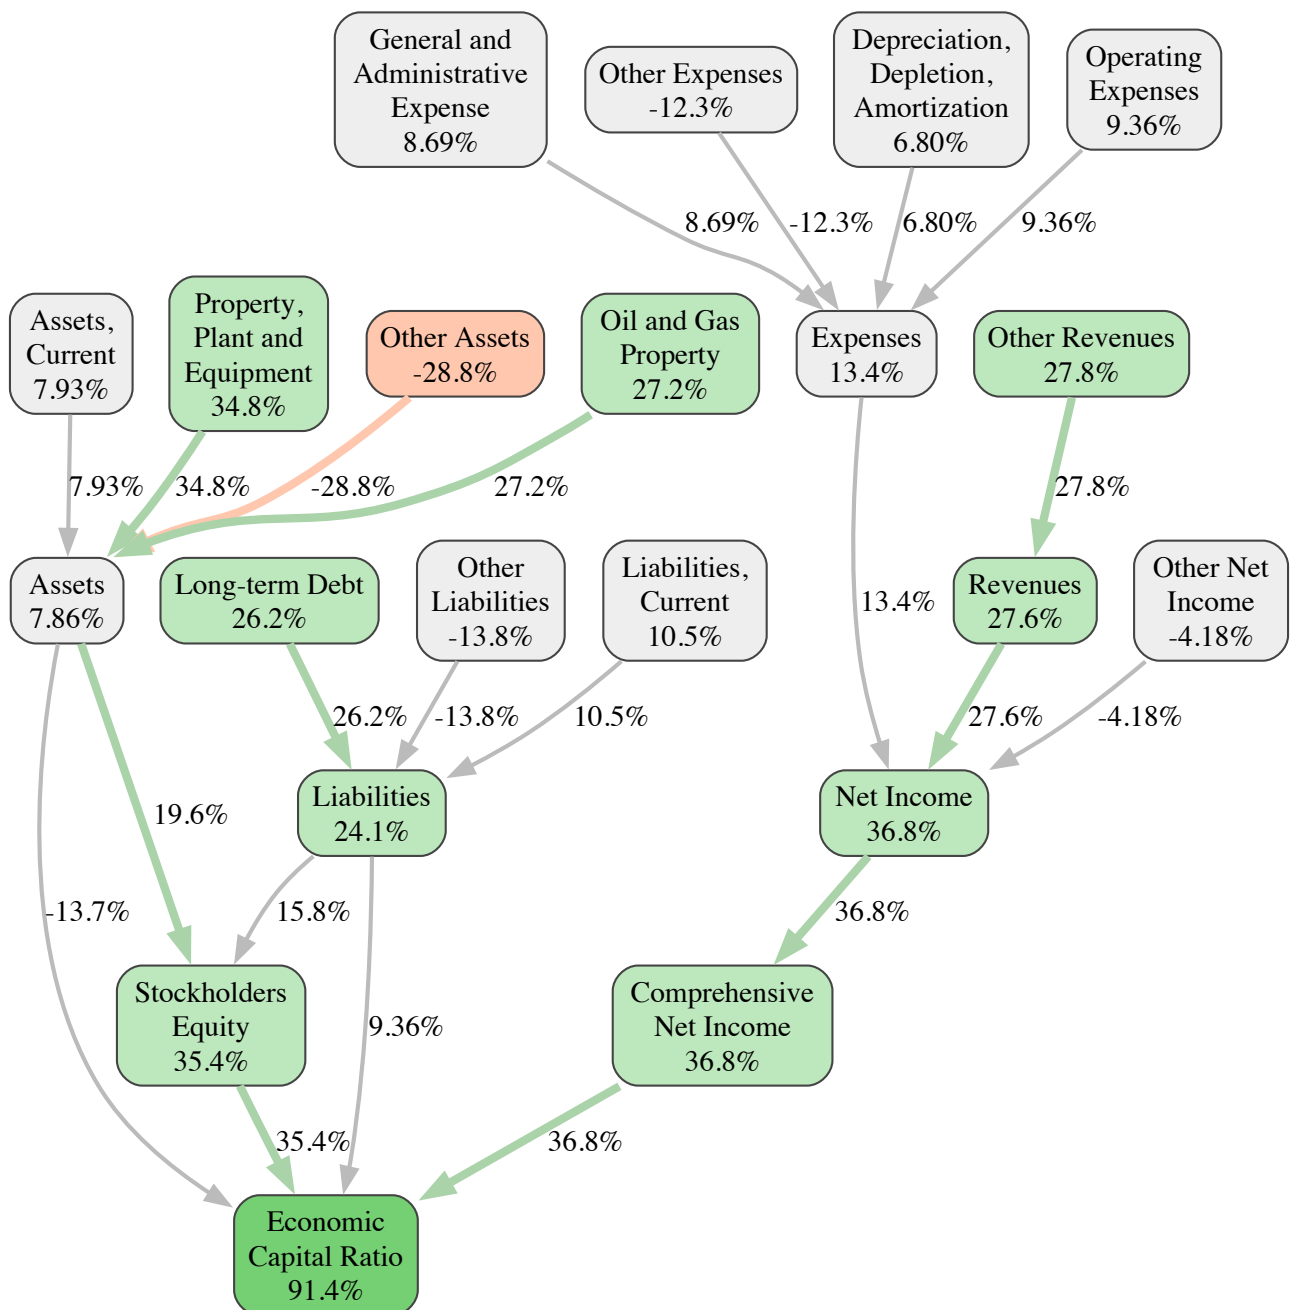 General and
Administrative
Expense
8.69%
Other Expenses
-12.3%
Depreciation,
Depletion,
Amortization
6.80%
Operating
Expenses
9.36%
8.69%
-12.3%
6.80%
9.36%
Assets,
Current
7.93%
Property,
Plant and
Equipment
34.8%
Other Assets
-28.8%
Oil and Gas
Property
27.2%
Expenses
13.4%
Other Revenues
27.8%
7.93%
34.8%
-28.8%
27.2%
27.8%
Assets
7.86%
Long-term Debt
26.2%
Other
Liabilities
-13.8%
Liabilities,
Current
10.5%
13.4%
Revenues
27.6%
Other Net
Income
-4.18%
26.2%
-13.8%
10.5%
27.6%
-4.18%
19.6%
Liabilities
24.1%
Net Income
36.8%
-13.7%
15.8%
36.8%
Stockholders
Equity
35.4%
9.36%
Comprehensive
Net Income
36.8%
35.4%
36.8%
Economic
Capital Ratio
91.4%